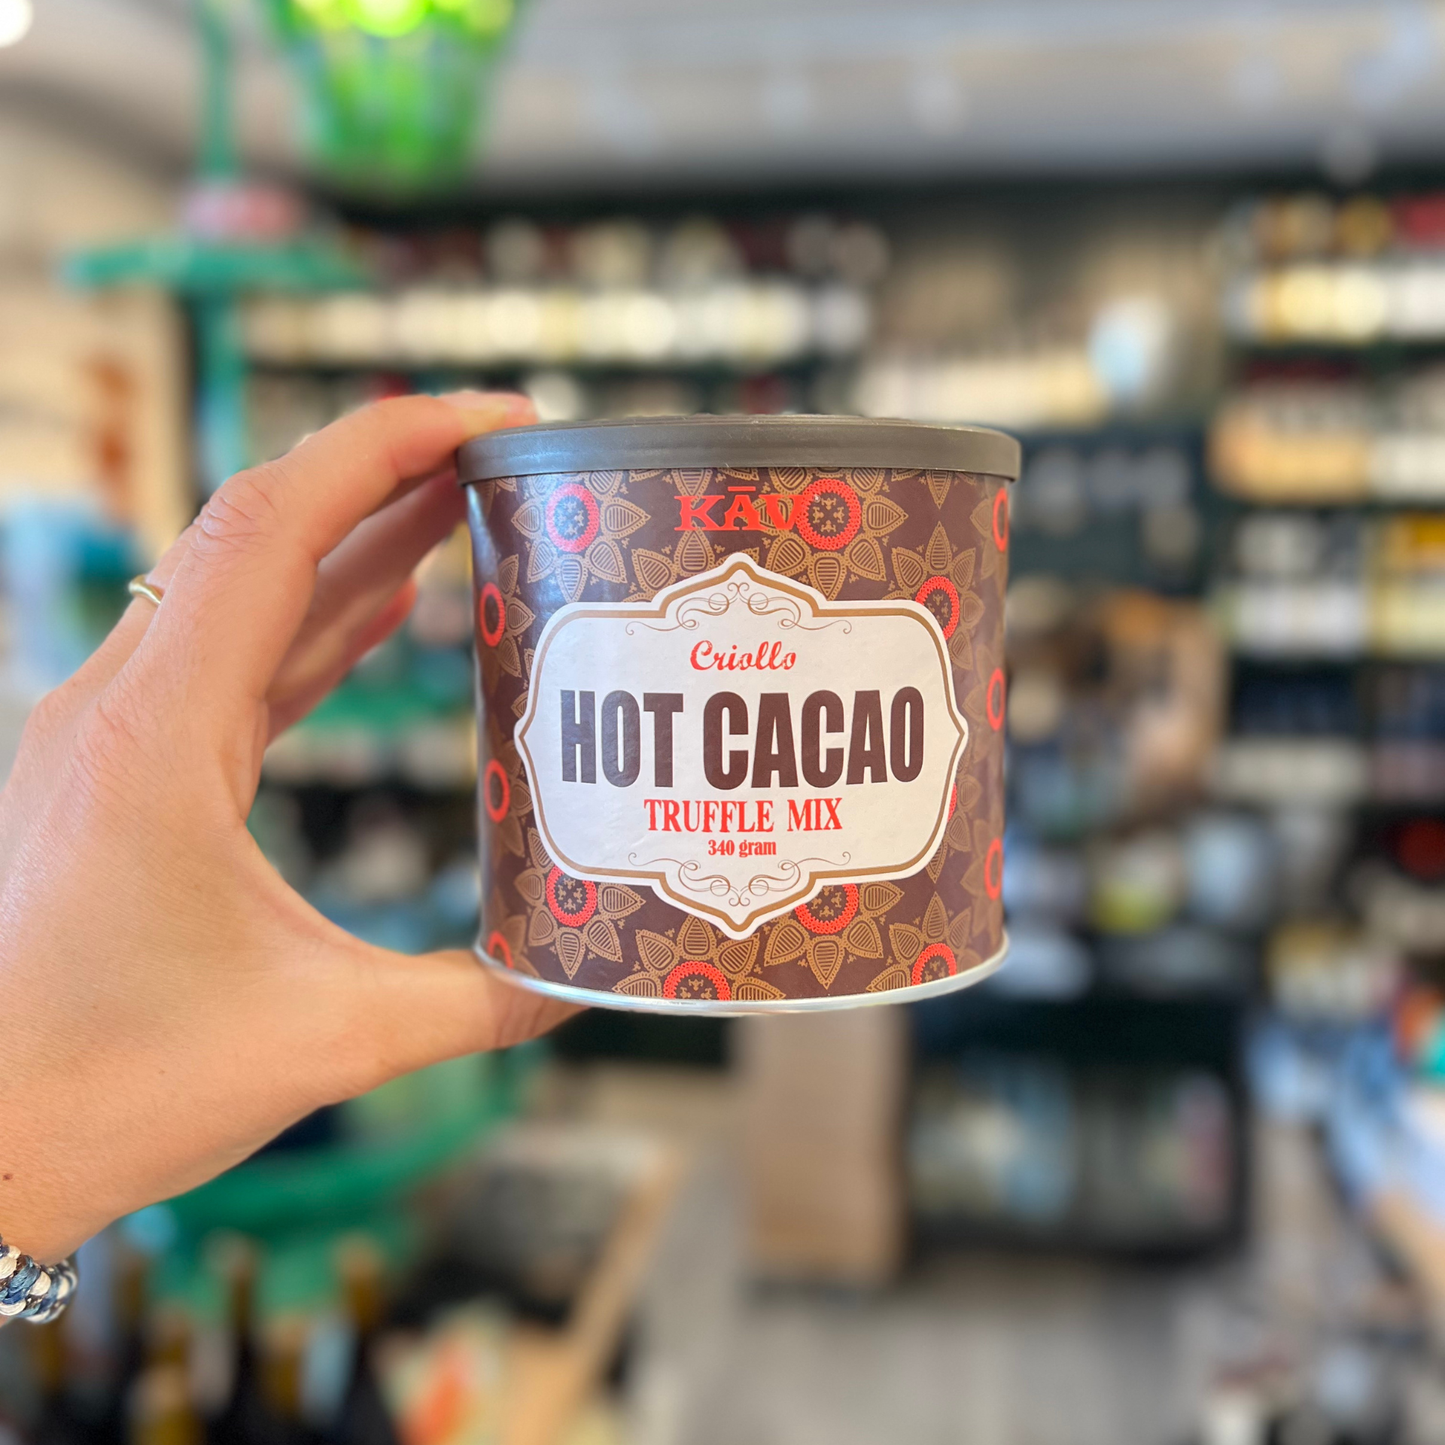 KĀV
Criollo
HOT CACAO
TRUFFLE MIX
340 gram